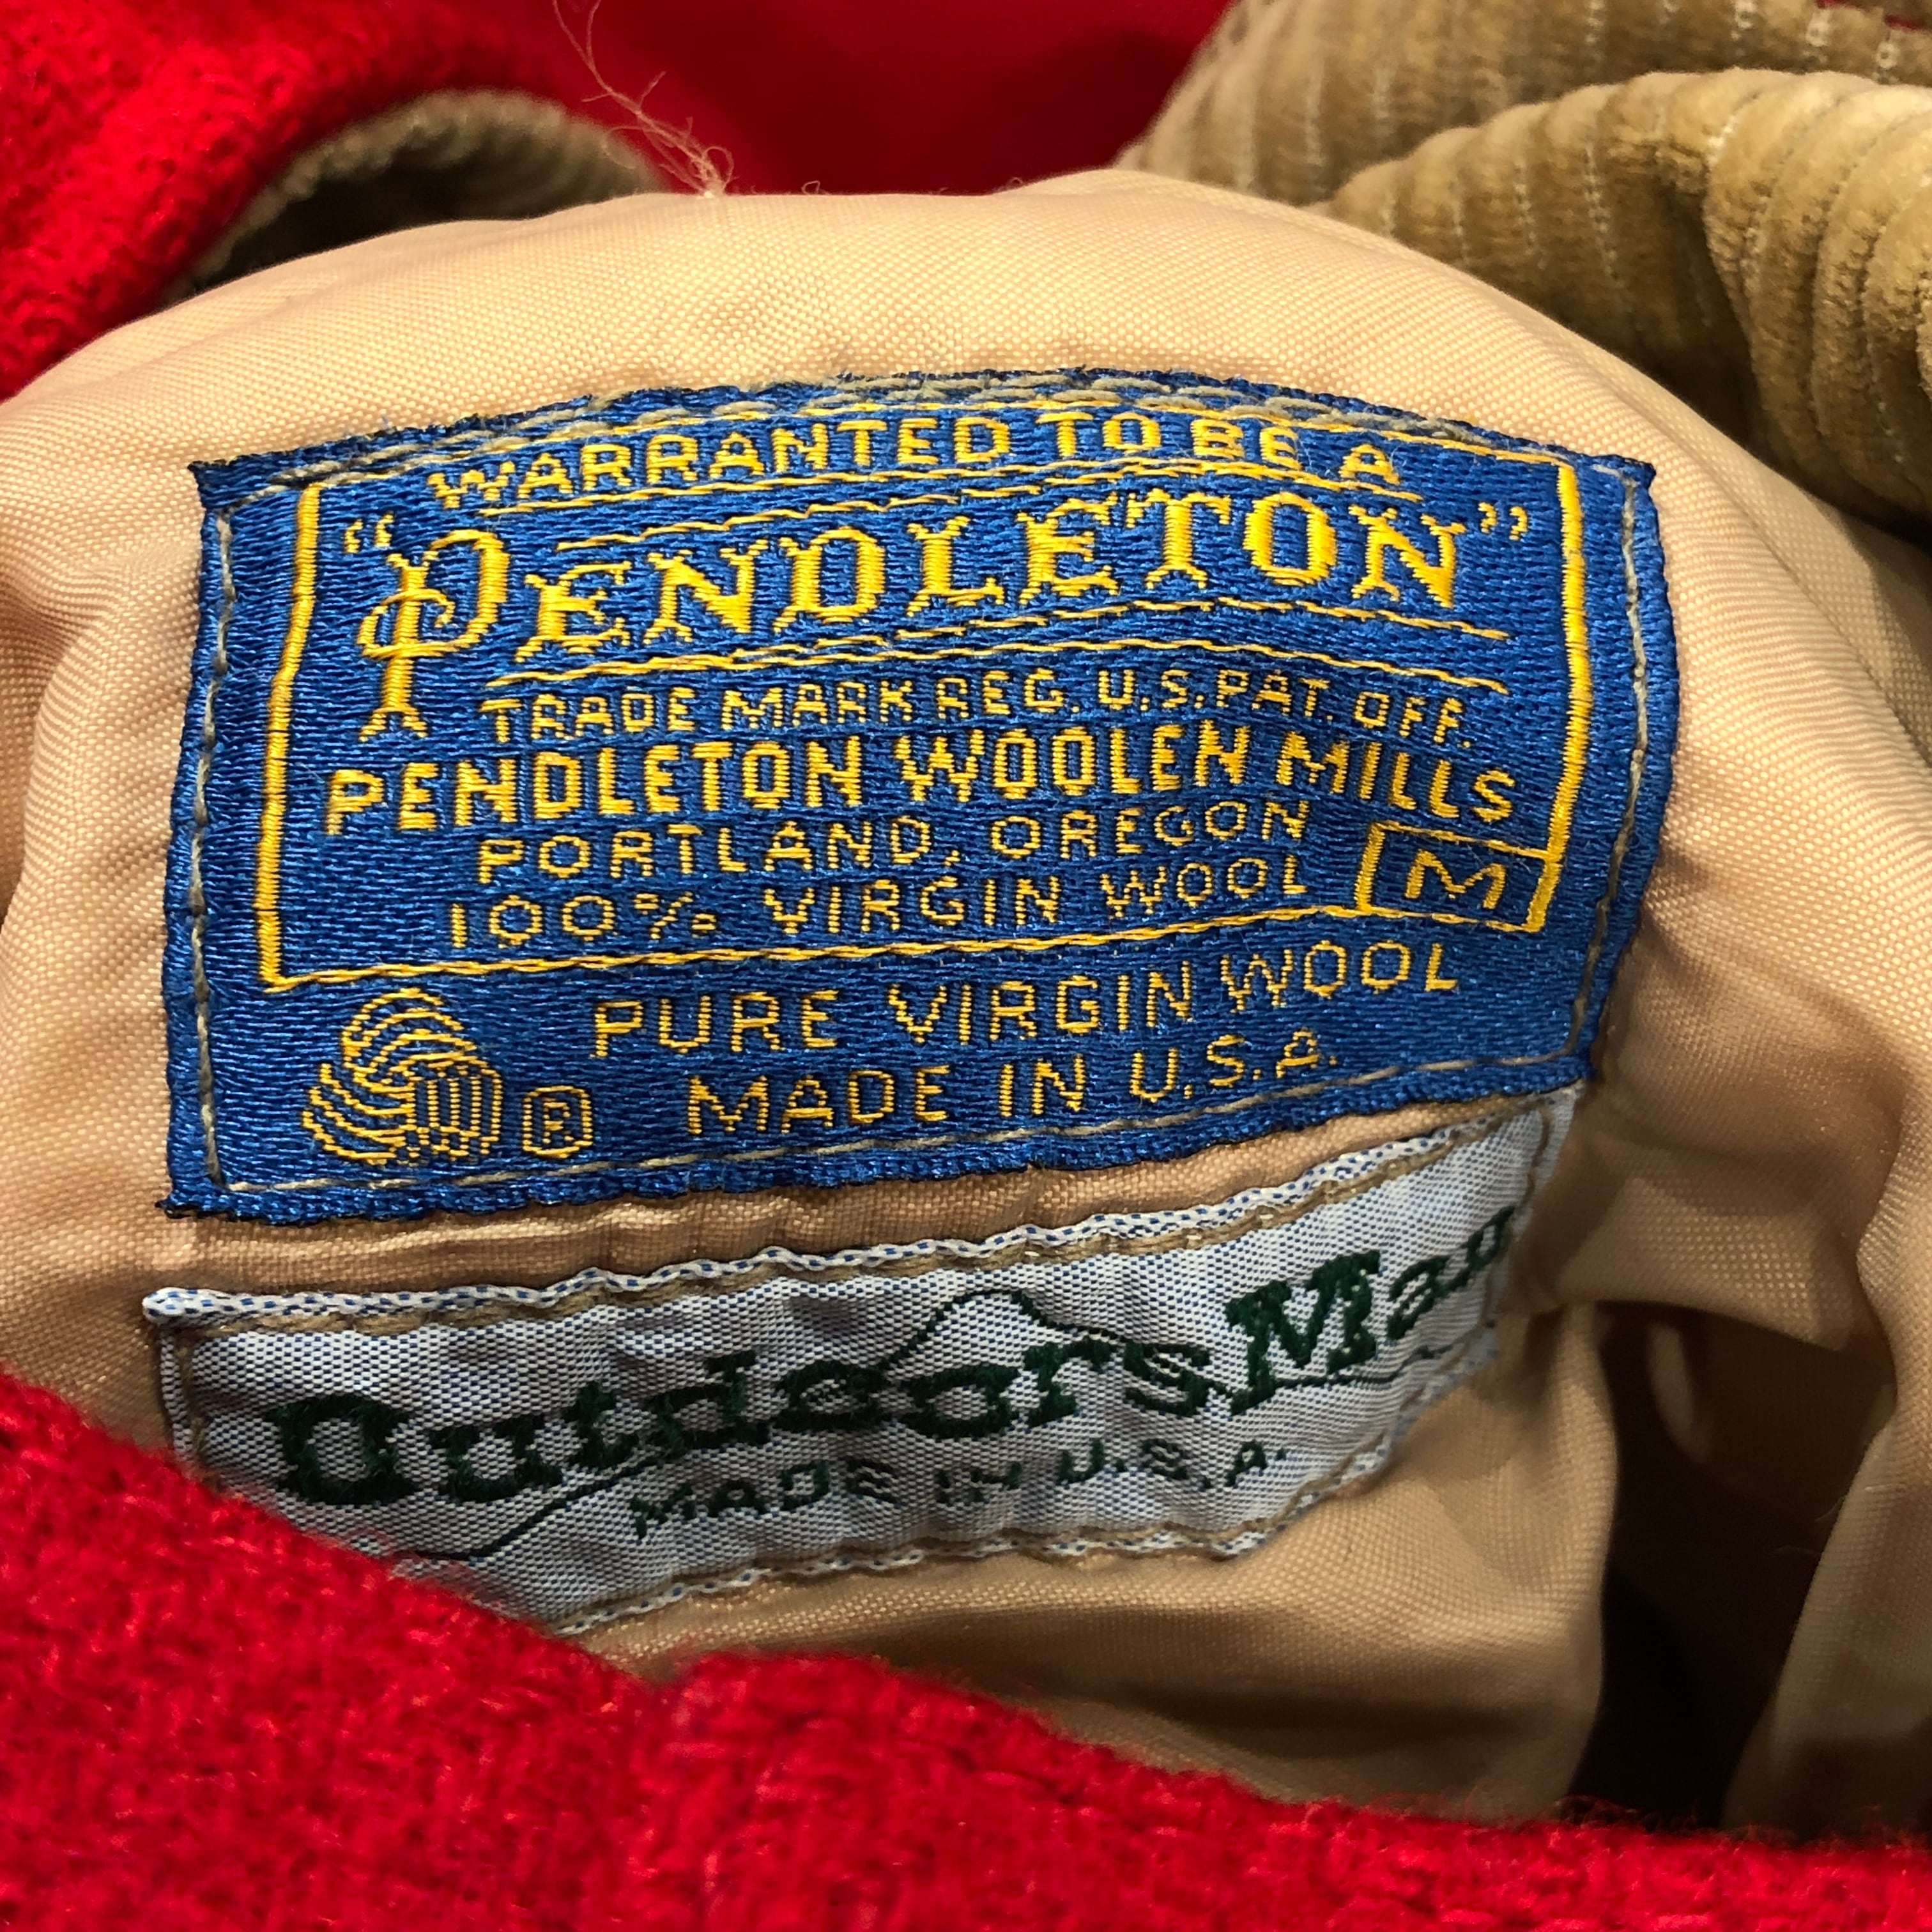 WARRANTED TO BE A
"PENDLETON"
TRADE MARK REG. U.S. PAT. OFF.
PENDLETON WOOLEN MILLS
PORTLAND, OREGON
100% VIRGIN WOOL
M
PURE VIRGIN WOOL
® MADE IN U.S.A.
OutdoorsMan
MADE IN U.S.A.